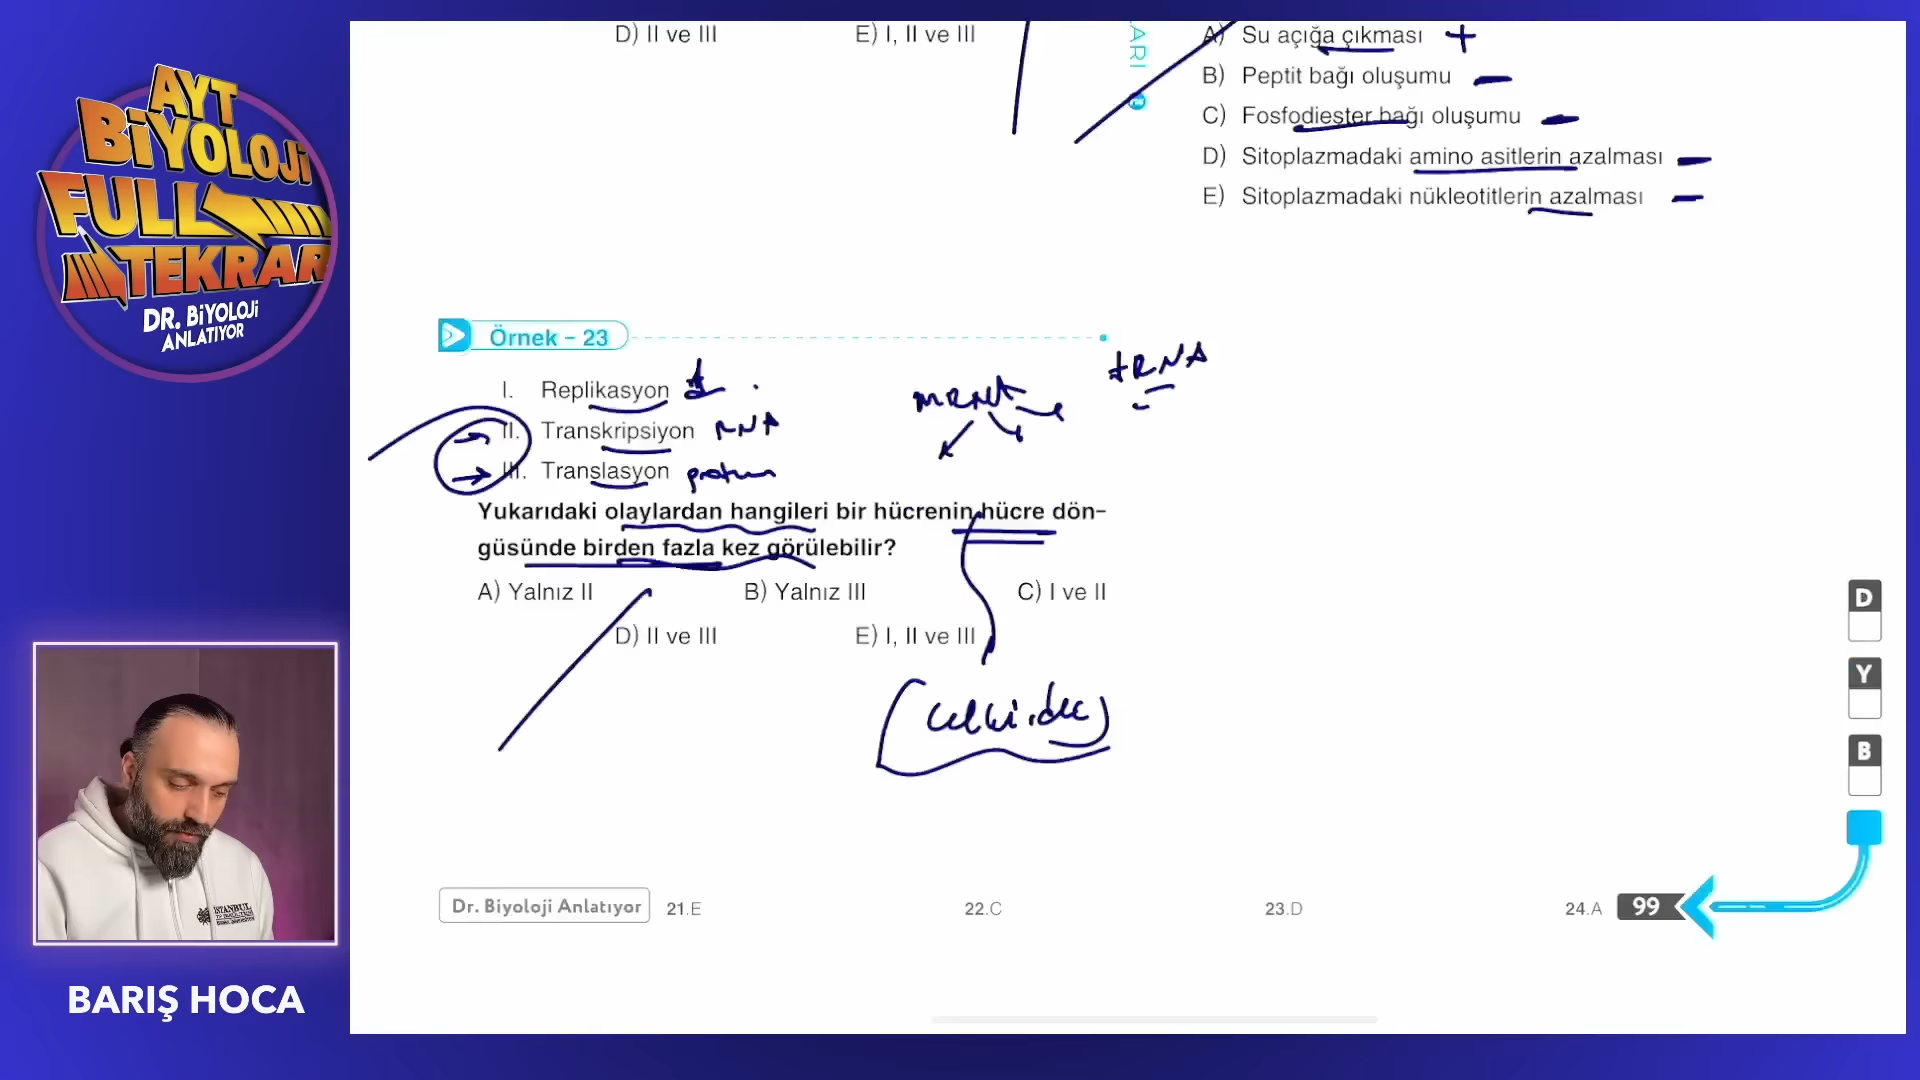 AYT
BİYOLOJİ
FULL
TEKRAR
DR. BİYOLOJİ
ANLATIYOR
D) II ve III
E) I, II ve III
ARI
A) Su açığa çıkması +
B) Peptit bağı oluşumu −
C) Fosfodiester bağı oluşumu −
D) Sitoplazmadaki amino asitlerin azalması −
E) Sitoplazmadaki nükleotitlerin azalması −
Örnek – 23
I. Replikasyon 1
II. Transkripsiyon RNA
III. Translasyon protein
mRNA
tRNA
Yukarıdaki olaylardan hangileri bir hücrenin hücre dön-
güsünde birden fazla kez görülebilir?
A) Yalnız II
B) Yalnız III
C) I ve II
D) II ve III
E) I, II ve III
D
Y
B
Dr. Biyoloji Anlatıyor
21.E
22.C
23.D
24.A
99
İSTANBUL
BARIŞ HOCA